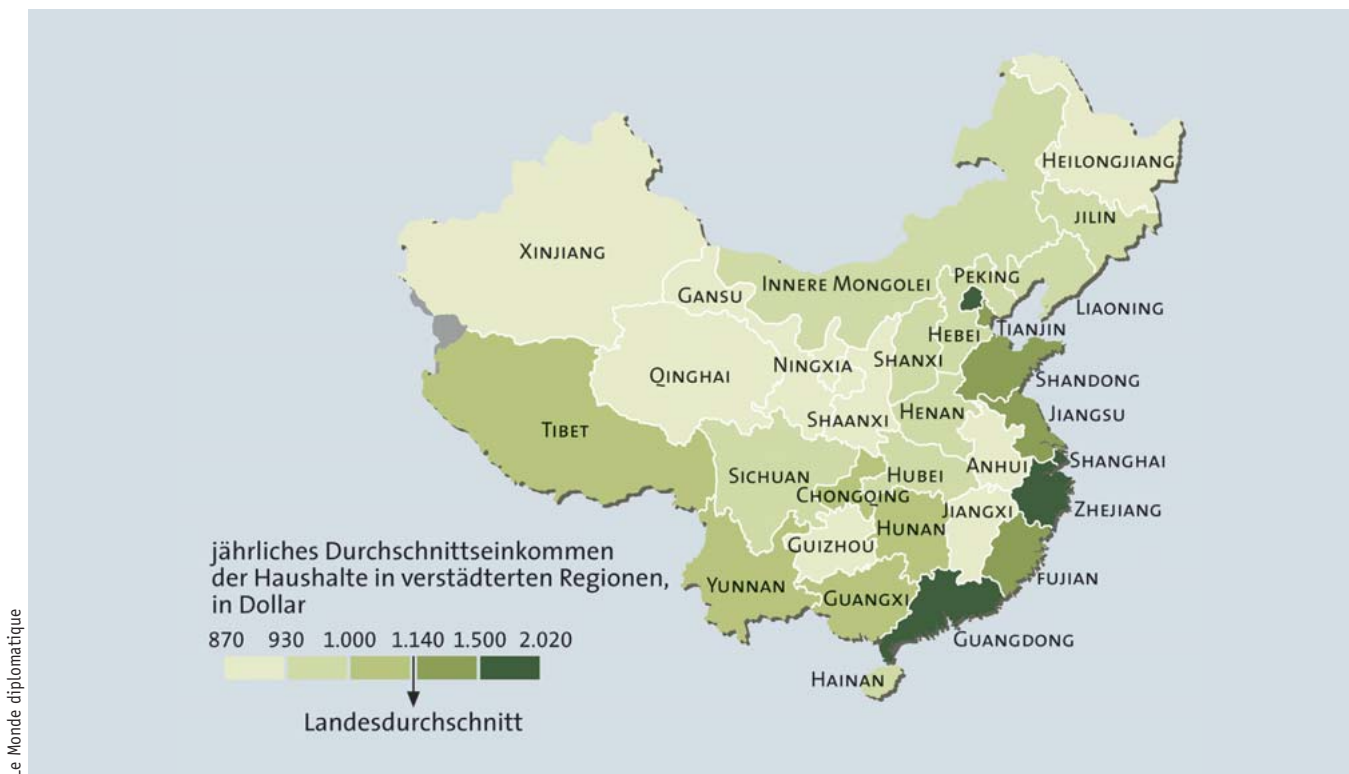 HEILONGJIANG
JILIN
XINJIANG
INNERE MONGOLEI
PEKING
GANSU
LIAONING
TIANJIN
HEBEI
NINGXIA
SHANXI
QINGHAI
SHANDONG
HENAN
JIANGSU
SHAANXI
TIBET
SHANGHAI
ANHUI
HUBEI
SICHUAN
CHONGQING
ZHEJIANG
JIANGXI
HUNAN
GUIZHOU
FUJIAN
YUNNAN
GUANGXI
GUANGDONG
HAINAN
jährliches Durchschnittseinkommen
der Haushalte in verstädterten Regionen,
in Dollar
870 930 1.000 1.140 1.500 2.020
Landesdurchschnitt
Le Monde diplomatique